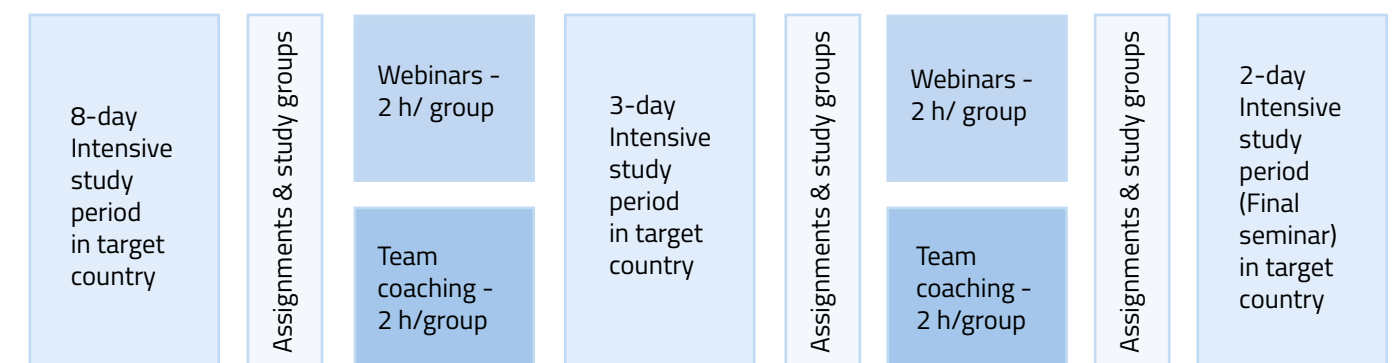 8-day
Intensive
study
period
in target
country
Assignments & study groups
Webinars -
2 h/ group
Team
coaching -
2 h/group
3-day
Intensive
study
period
in target
country
Assignments & study groups
Webinars -
2 h/ group
Team
coaching -
2 h/group
Assignments & study groups
2-day
Intensive
study
period
(Final
seminar)
in target
country